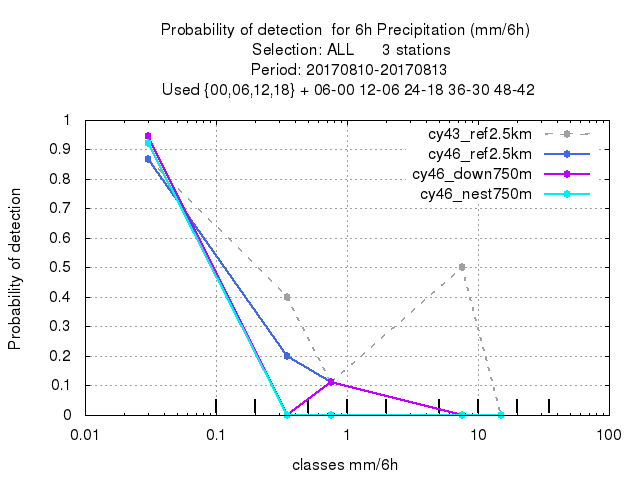 Probability of detection  for 6h Precipitation (mm/6h)
Selection: ALL      3 stations
Period: 20170810-20170813
Used {00,06,12,18} + 06-00 12-06 24-18 36-30 48-42
cy43_ref2.5km
cy46_ref2.5km
cy46_down750m
cy46_nest750m
Probability of detection
1
0.9
0.8
0.7
0.6
0.5
0.4
0.3
0.2
0.1
0
0.01 0.1 1 10 100
classes mm/6h